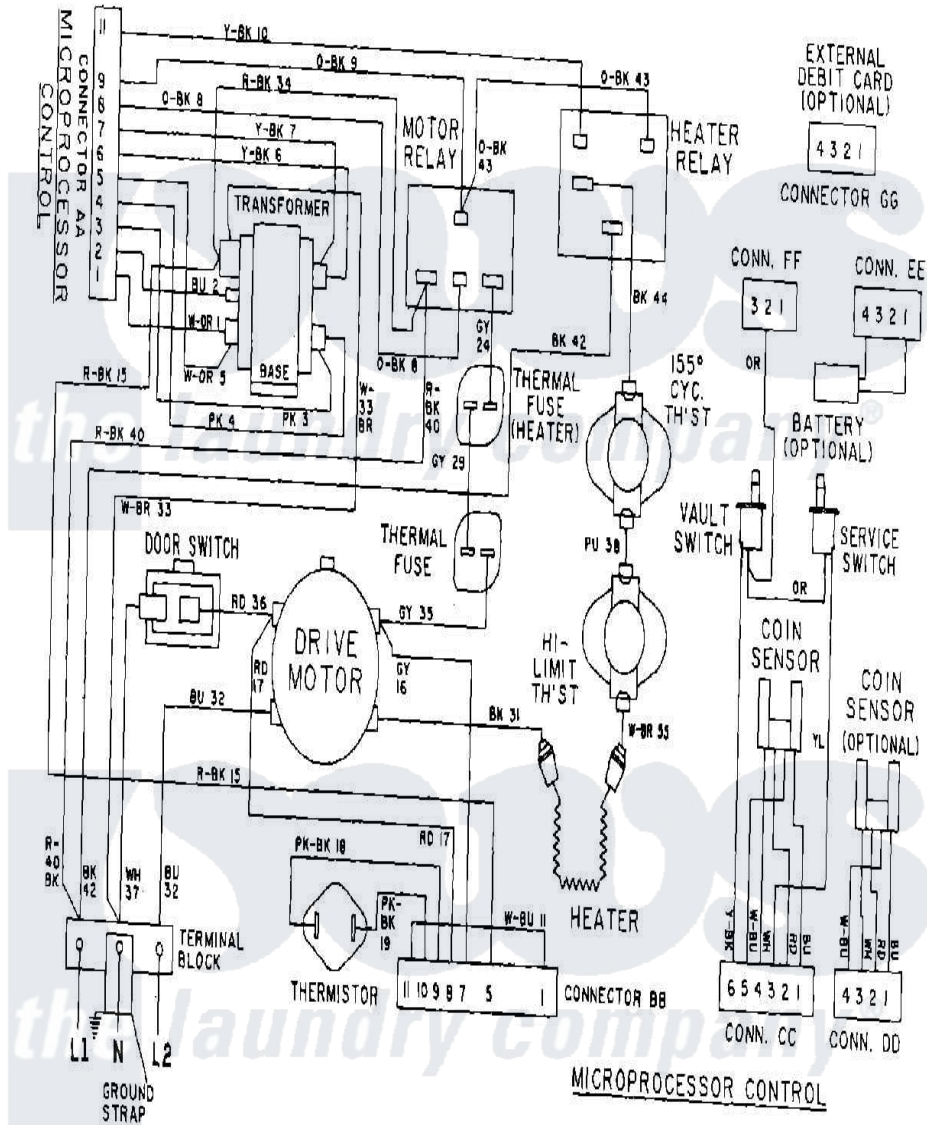 11
9
8
7
6
5
4
3
2
1
CONNECTOR AA
MICROPROCESSOR
CONTROL
Y-BK 10
O-BK 9
R-BK 34
O-BK 8
Y-BK 7
Y-BK 6
TRANSFORMER
BU 2
W-OR 1
W-OR 5
BASE
PK 4
PK 3
R-BK 15
R-BK 40
W-33
BR
W-BR 33
MOTOR
RELAY
O-BK
43
O-BK 43
HEATER
RELAY
EXTERNAL
DEBIT CARD
(OPTIONAL)
4 3 2 1
CONNECTOR GG
CONN. FF
3 2 1
CONN. EE
4 3 2 1
OR
BATTERY
(OPTIONAL)
BK 44
BK 42
GY
24
O-BK 8
R-
BK
40
THERMAL
FUSE
(HEATER)
GY 29
155°
CYC.
TH'ST
THERMAL
FUSE
PU 38
VAULT
SWITCH
SERVICE
SWITCH
OR
DOOR SWITCH
RD 36
GY 35
DRIVE
MOTOR
RD
17
GY
16
BU 32
BK 31
HI-
LIMIT
TH'ST
W-BR 55
COIN
SENSOR
YL
COIN
SENSOR
(OPTIONAL)
R-BK 15
RD 17
PK-BK 18
PK-
BK
19
W-BU 11
HEATER
THERMISTOR
11 10 9 8 7 5 1
CONNECTOR BB
R-
40
BK
BK
42
WH
37
BU
32
TERMINAL
BLOCK
L1 N L2
GROUND
STRAP
Y-BK
W-BU
WH
RD
BU
6 5 4 3 2 1
CONN. CC
W-BU
WH
RD
BU
4 3 2 1
CONN. DD
MICROPROCESSOR CONTROL
the laundry company®
the laundry company